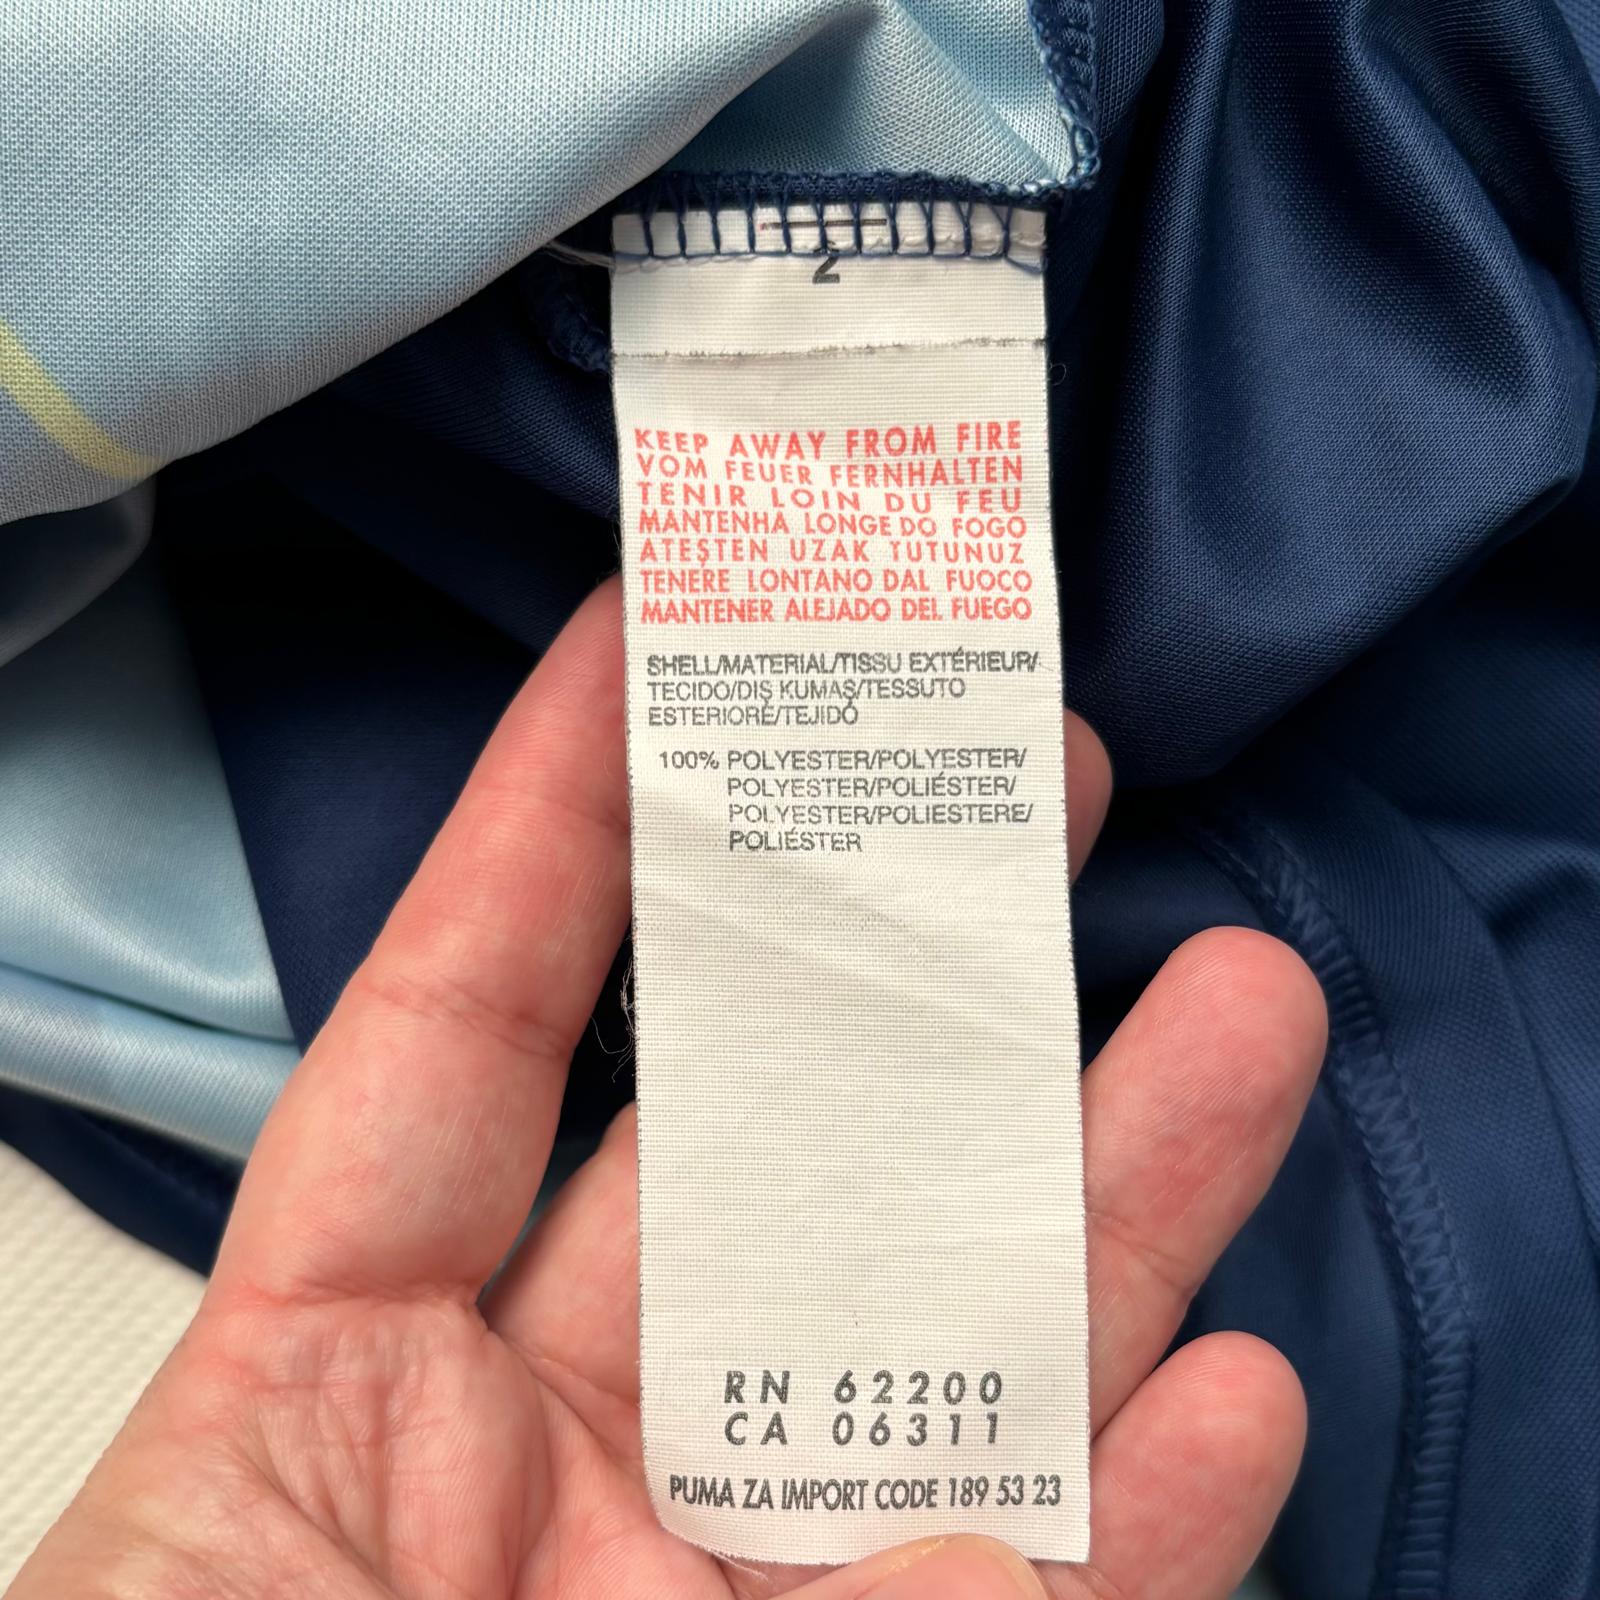 2
KEEP AWAY FROM FIRE
VOM FEUER FERNHALTEN
TENIR LOIN DU FEU
MANTENHA LONGE DO FOGO
ATEŞTEN UZAK TUTUNUZ
TENERE LONTANO DAL FUOCO
MANTENER ALEJADO DEL FUEGO
SHELL/MATERIAL/TISSU EXTÉRIEUR/
TECIDO/DIŞ KUMAŞ/TESSUTO
ESTERIORE/TEJIDO
100% POLYESTER/POLYESTER/
POLYESTER/POLIÉSTER/
POLYESTER/POLIESTERE/
POLIÉSTER
RN 62200
CA 06311
PUMA ZA IMPORT CODE 189 53 23